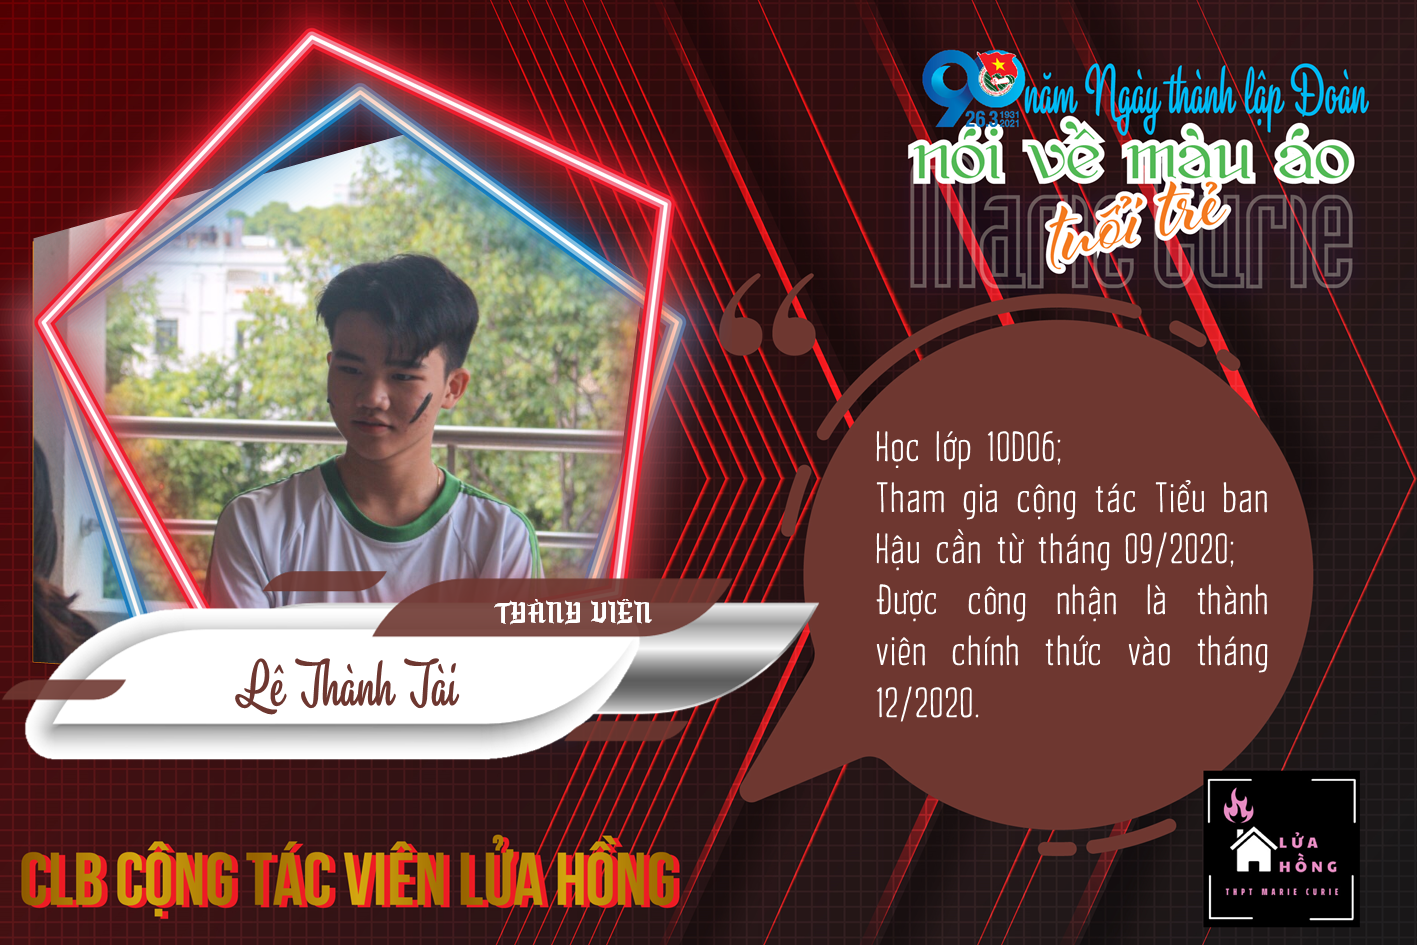 90 năm Ngày thành lập Đoàn
26.3 1931 2021
nói về màu áo
tuổi trẻ
Marie Curie
Học lớp 10D06;
Tham gia cộng tác Tiểu ban
Hậu cần từ tháng 09/2020;
Được công nhận là thành
viên chính thức vào tháng
12/2020.
THÀNH VIÊN
Lê Thành Tài
CLB CỘNG TÁC VIÊN LỬA HỒNG
LỬA
HỒNG
THPT MARIE CURIE